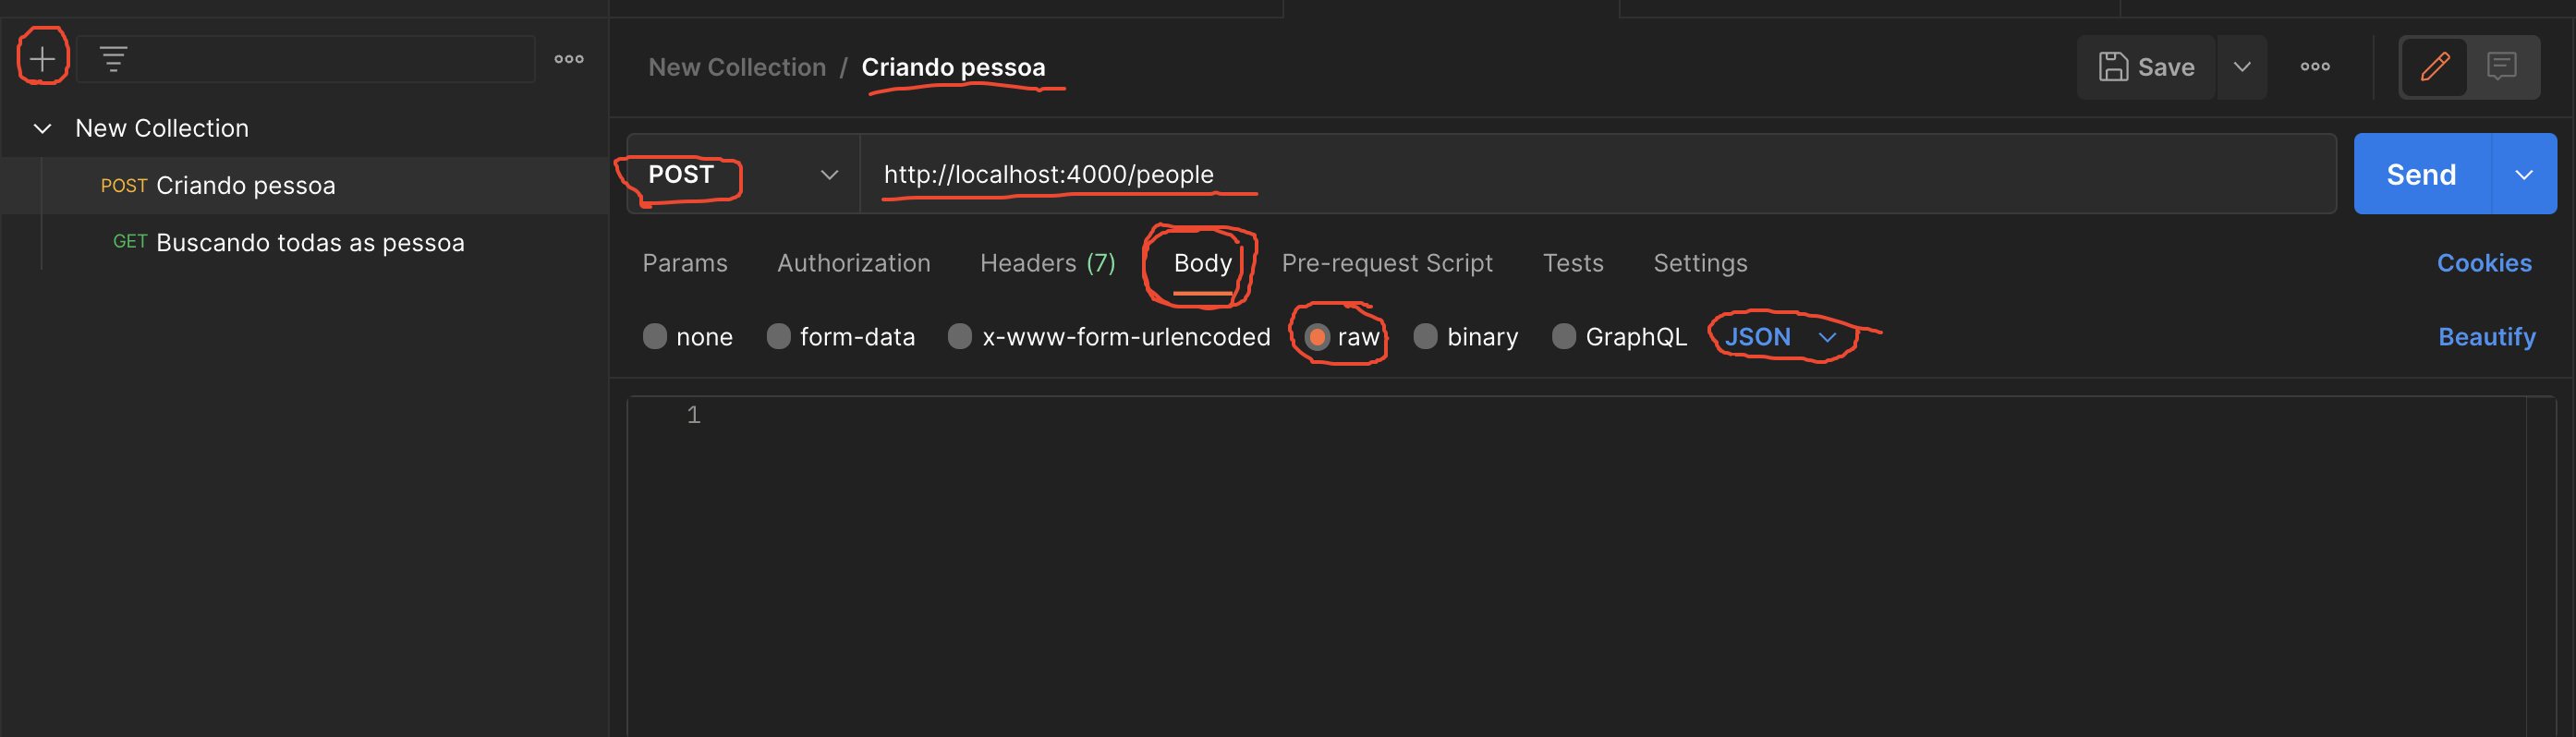 New Collection / Criando pessoa
Save
New Collection
POST Criando pessoa
GET Buscando todas as pessoa
POST http://localhost:4000/people Send
Params Authorization Headers (7) Body Pre-request Script Tests Settings Cookies
none form-data x-www-form-urlencoded raw binary GraphQL JSON Beautify
1